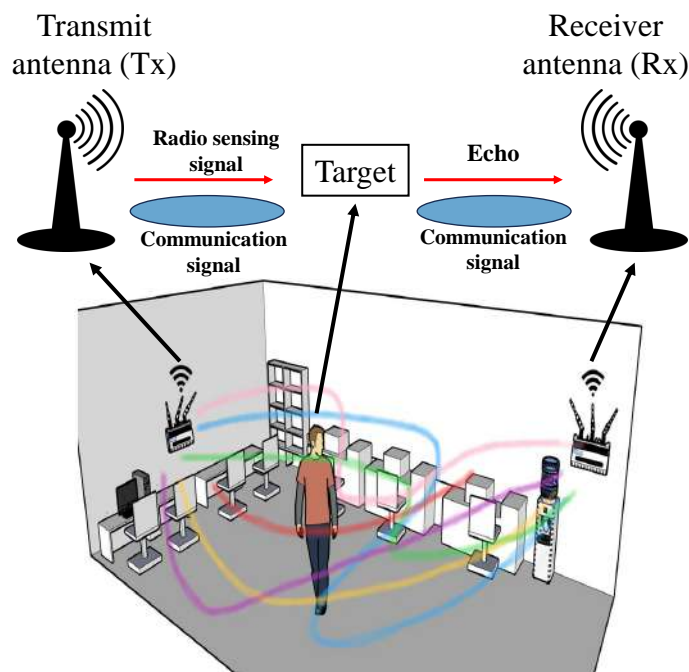 Transmit
antenna (Tx)
Receiver
antenna (Rx)
Radio sensing
signal
Target
Echo
Communication
signal
Communication
signal